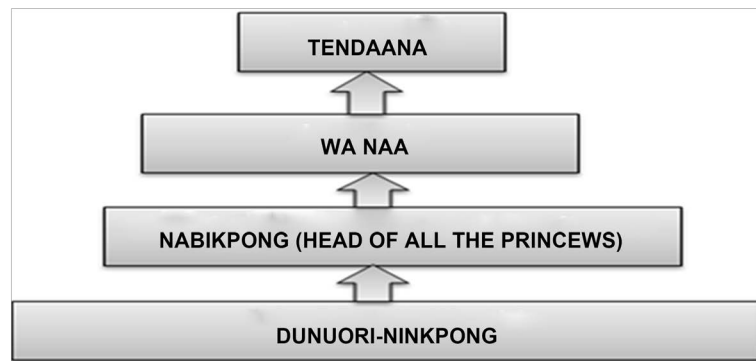 TENDAANA
WA NAA
NABIKPONG (HEAD OF ALL THE PRINCEWS)
DUNUORI-NINKPONG